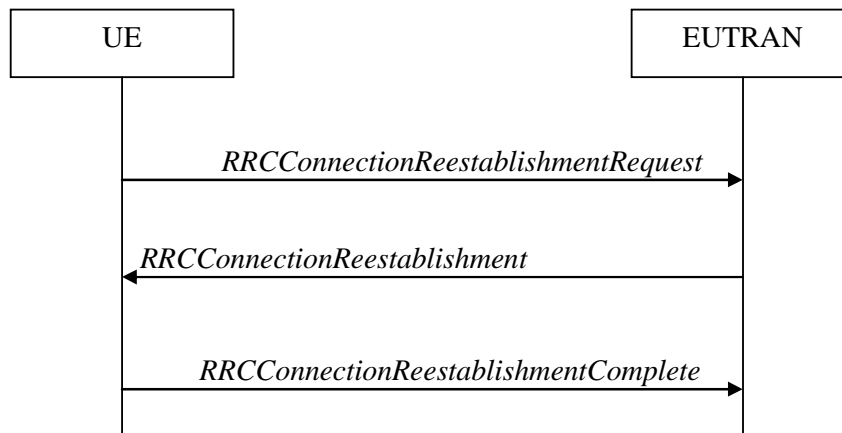 UE
EUTRAN
RRCConnectionReestablishmentRequest
RRCConnectionReestablishment
RRCConnectionReestablishmentComplete